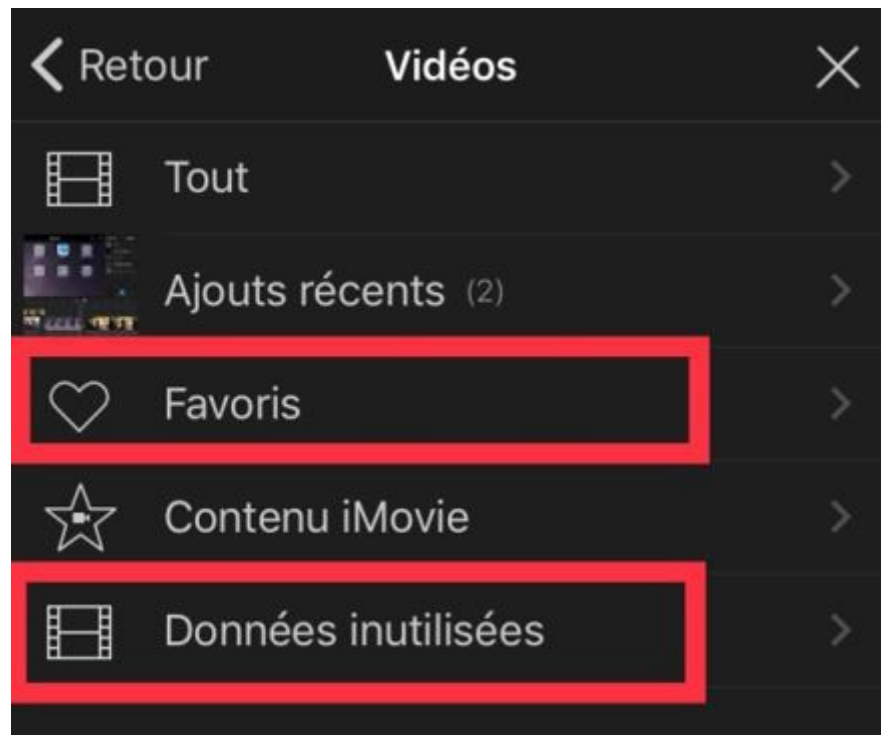 Retour Vidéos
Tout
Ajouts récents (2)
Favoris
Contenu iMovie
Données inutilisées